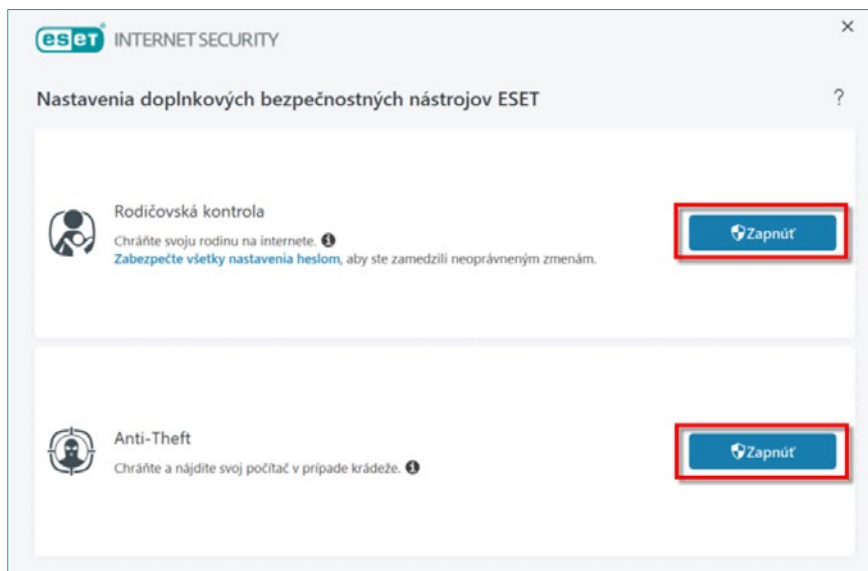 eset INTERNET SECURITY
×
Nastavenia doplnkových bezpečnostných nástrojov ESET
?
Rodičovská kontrola
Chráňte svoju rodinu na internete.
Zabezpečte všetky nastavenia heslom, aby ste zamedzili neoprávneným zmenám.
Zapnúť
Anti-Theft
Chráňte a nájdite svoj počítač v prípade krádeže.
Zapnúť